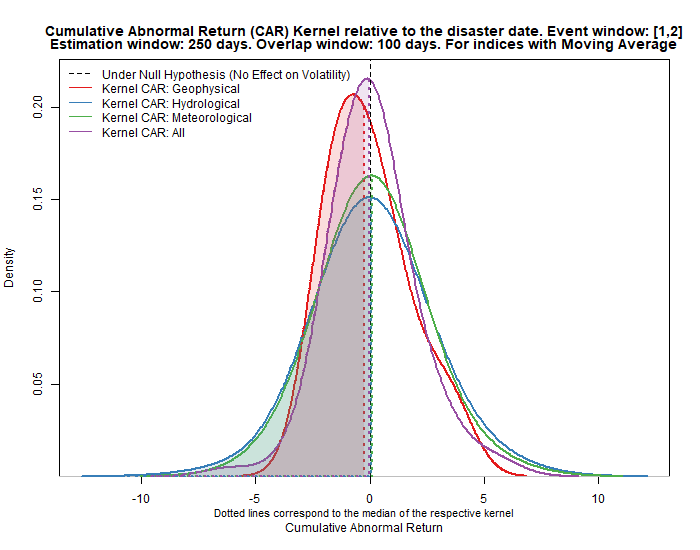 Cumulative Abnormal Return (CAR) Kernel relative to the disaster date. Event window: [1,2]
Estimation window: 250 days. Overlap window: 100 days. For indices with Moving Average
Under Null Hypothesis (No Effect on Volatility)
Kernel CAR: Geophysical
Kernel CAR: Hydrological
Kernel CAR: Meteorological
Kernel CAR: All
Density
0.20
0.15
0.10
0.05
-10 -5 0 5 10
Dotted lines correspond to the median of the respective kernel
Cumulative Abnormal Return